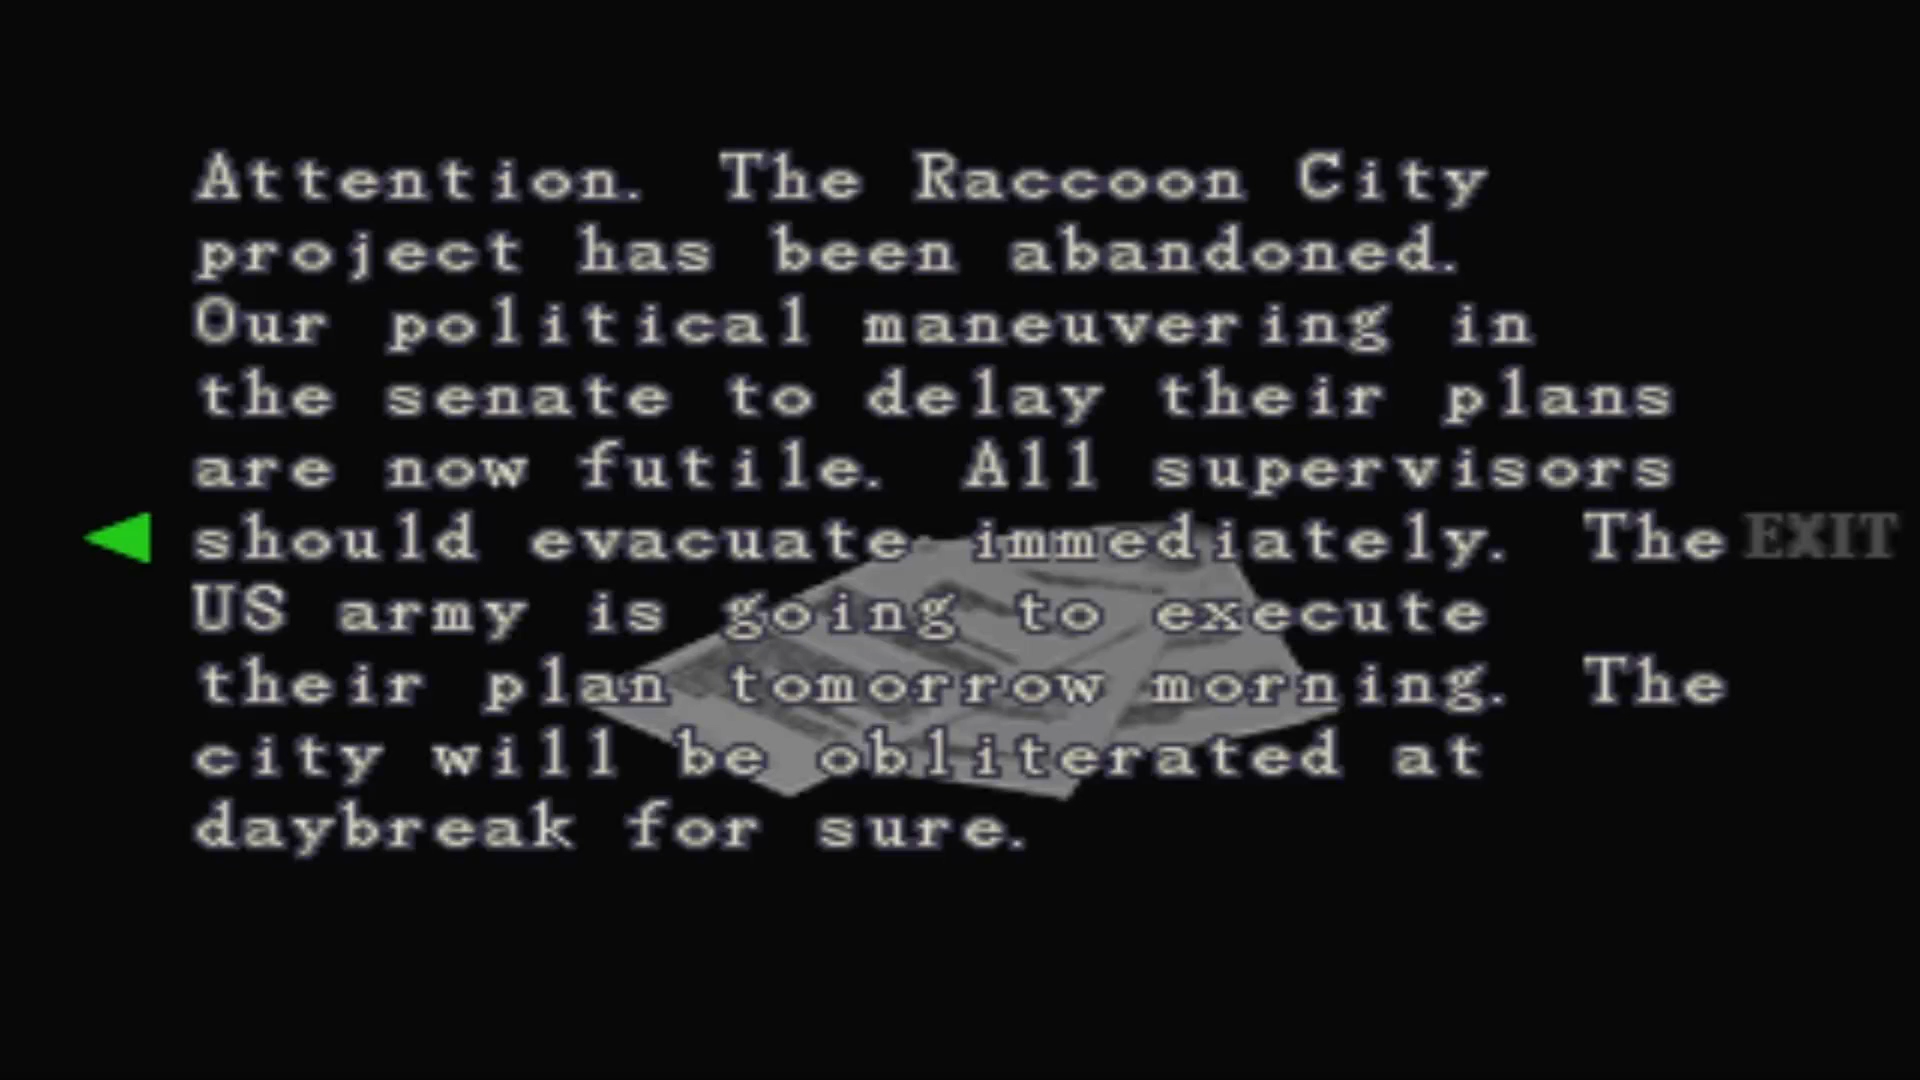 Attention. The Raccoon City
project has been abandoned.
Our political maneuvering in
the senate to delay their plans
are now futile. All supervisors
should evacuate immediately. The
EXIT
US army is going to execute
their plan tomorrow morning. The
city will be obliterated at
daybreak for sure.